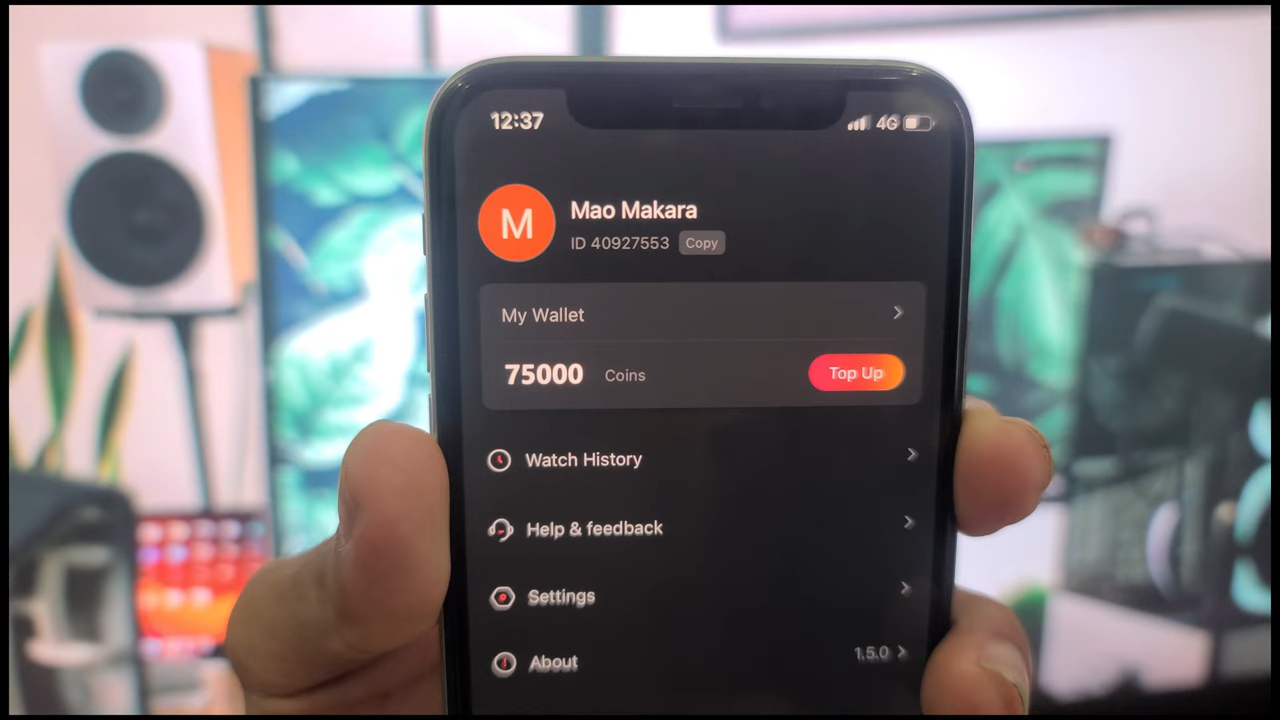 12:37 4G
M
Mao Makara
ID 40927553 Copy
My Wallet
75000 Coins Top Up
Watch History
Help & feedback
Settings
About 1.5.0